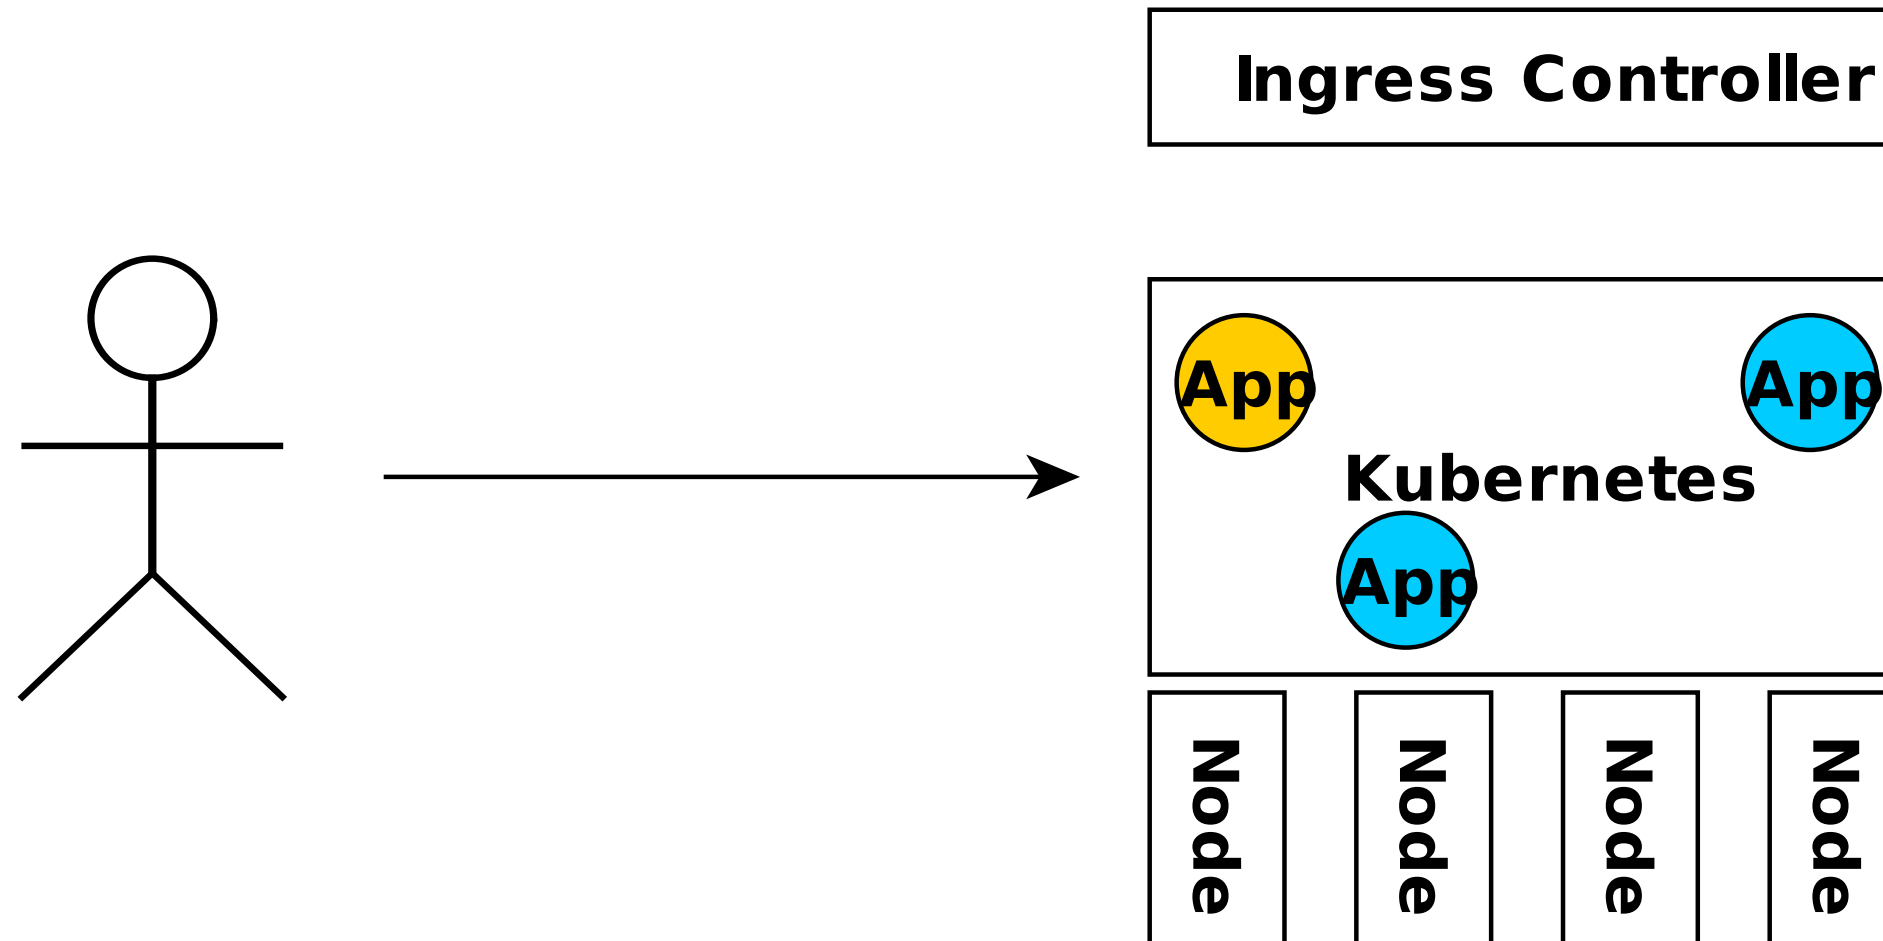 Ingress Controller
App
App
Kubernetes
App
Node
Node
Node
Node